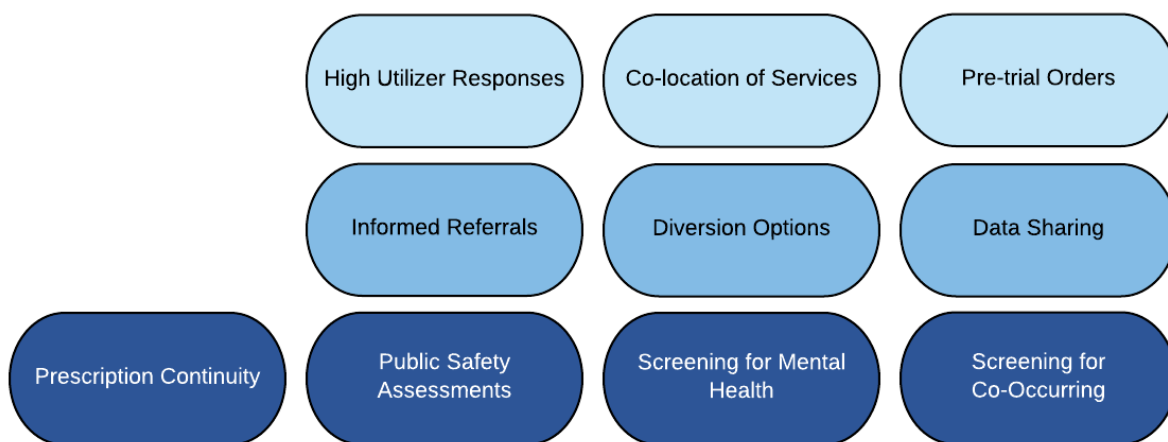 High Utilizer Responses
Co-location of Services
Pre-trial Orders
Informed Referrals
Diversion Options
Data Sharing
Prescription Continuity
Public Safety
Assessments
Screening for Mental
Health
Screening for
Co-Occurring